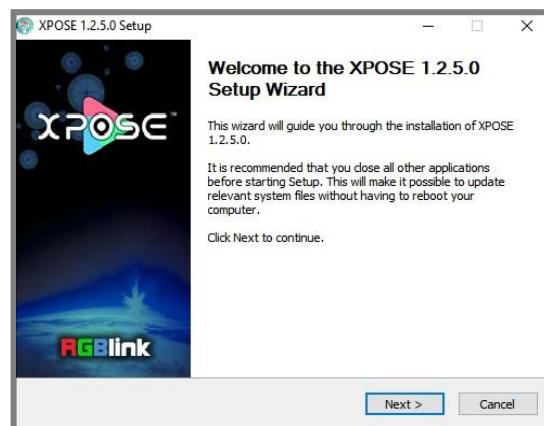 XPOSE 1.2.5.0 Setup
XPOSE™
RGBlink
Welcome to the XPOSE 1.2.5.0
Setup Wizard
This wizard will guide you through the installation of XPOSE
1.2.5.0.
It is recommended that you close all other applications
before starting Setup. This will make it possible to update
relevant system files without having to reboot your
computer.
Click Next to continue.
Next >
Cancel